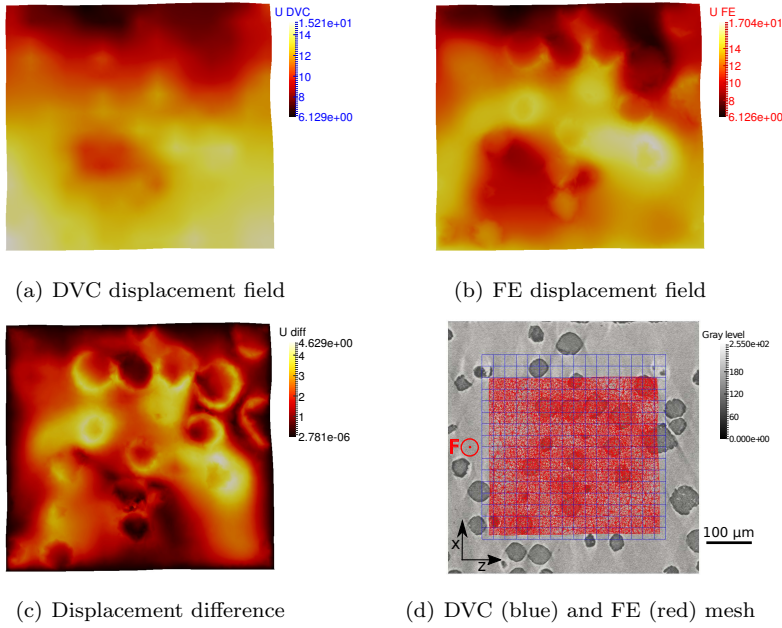 U DVC
1.521e+01
14
12
10
8
6.129e+00
U FE
1.704e+01
16
14
12
10
8
6.126e+00
(a) DVC displacement field
(b) FE displacement field
U diff
4.629e+00
4
3
2
1
2.781e-06
Gray level
2.550e+02
180
120
60
0.000e+00
F
x
z
100 µm
(c) Displacement difference
(d) DVC (blue) and FE (red) mesh